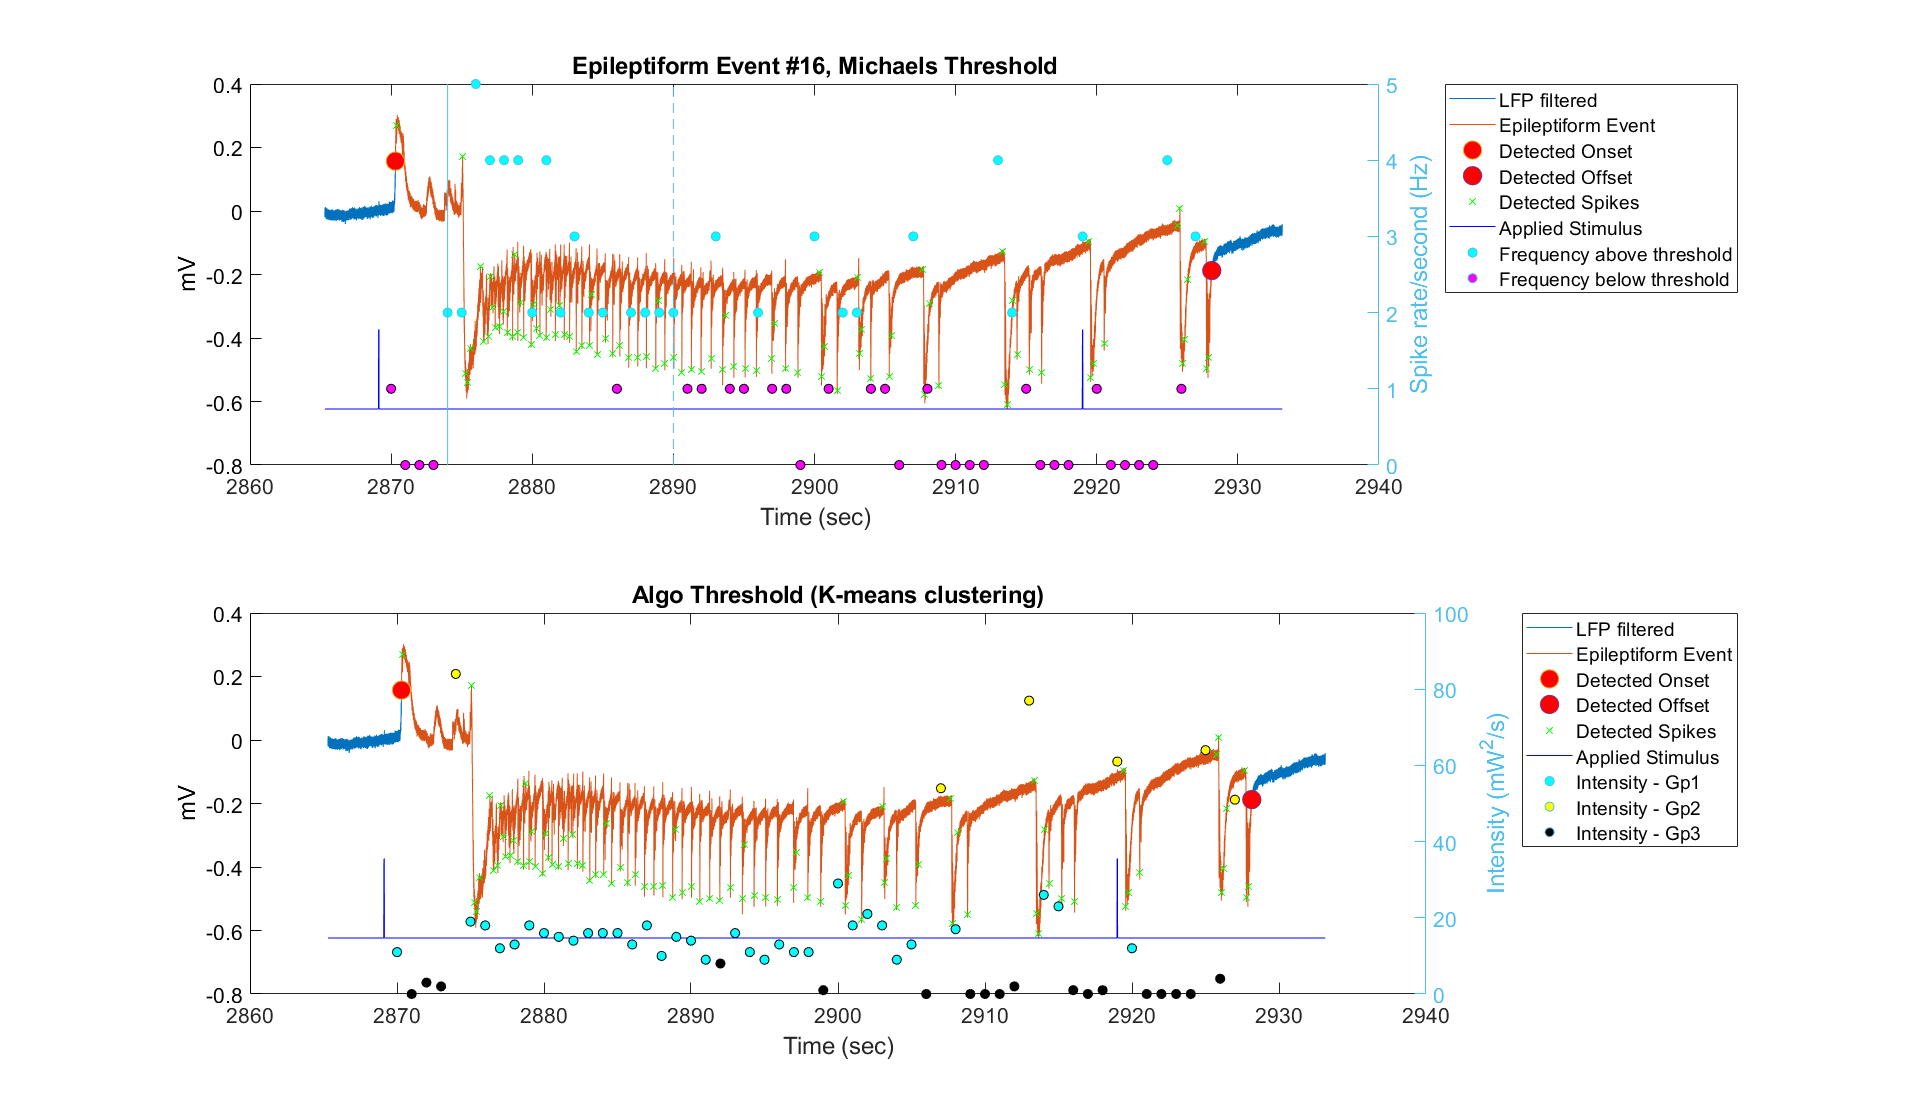 Epileptiform Event #16, Michaels Threshold
0.4
0.2
0
-0.2
-0.4
-0.6
-0.8
mV
2860
2870
2880
2890
2900
2910
2920
2930
2940
Time (sec)
5
4
3
2
1
0
Spike rate/second (Hz)
LFP filtered
Epileptiform Event
Detected Onset
Detected Offset
Detected Spikes
Applied Stimulus
Frequency above threshold
Frequency below threshold
Algo Threshold (K-means clustering)
0.4
0.2
0
-0.2
-0.4
-0.6
-0.8
mV
2860
2870
2880
2890
2900
2910
2920
2930
2940
Time (sec)
100
80
60
40
20
0
Intensity (mW²/s)
LFP filtered
Epileptiform Event
Detected Onset
Detected Offset
Detected Spikes
Applied Stimulus
Intensity - Gp1
Intensity - Gp2
Intensity - Gp3